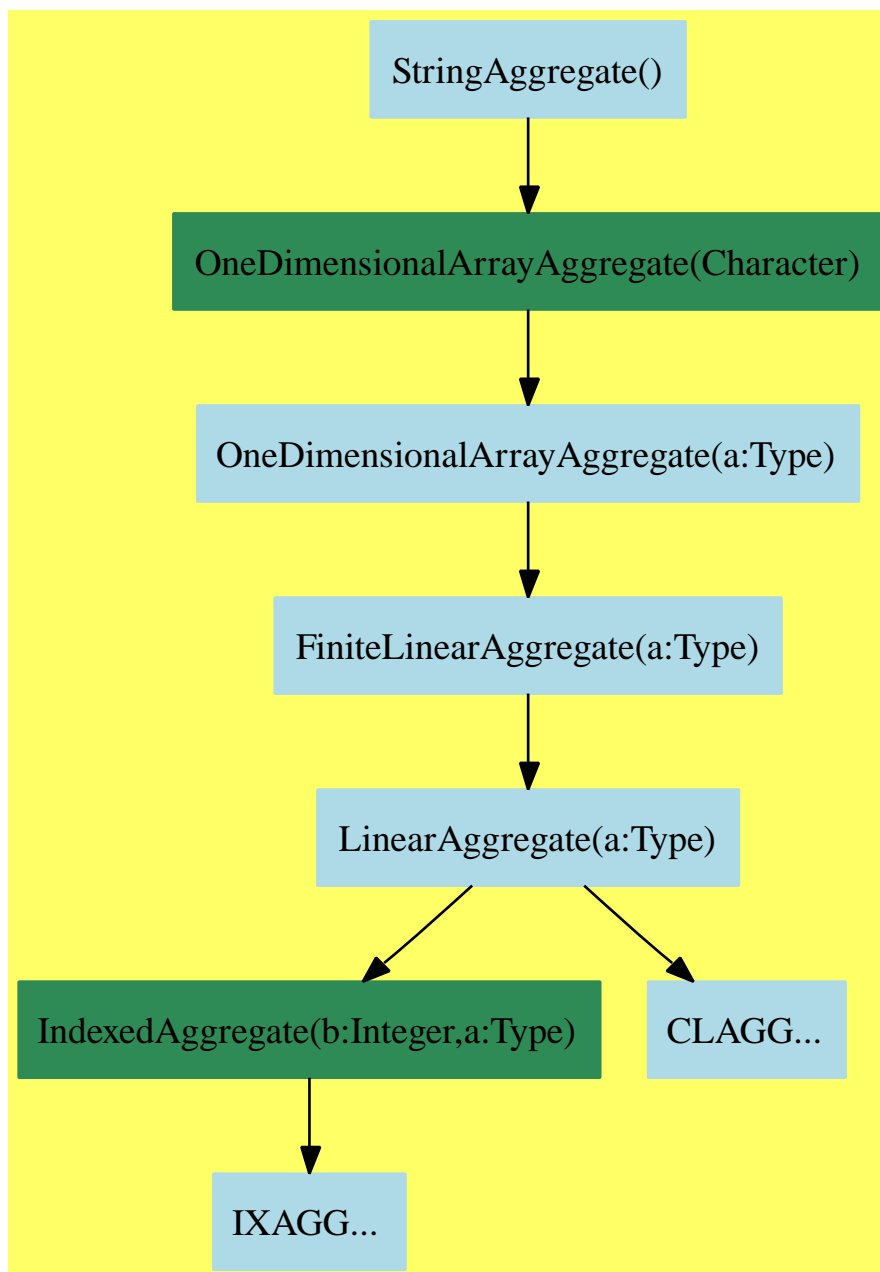 StringAggregate()
OneDimensionalArrayAggregate(Character)
OneDimensionalArrayAggregate(a:Type)
FiniteLinearAggregate(a:Type)
LinearAggregate(a:Type)
IndexedAggregate(b:Integer,a:Type)
CLAGG...
IXAGG...